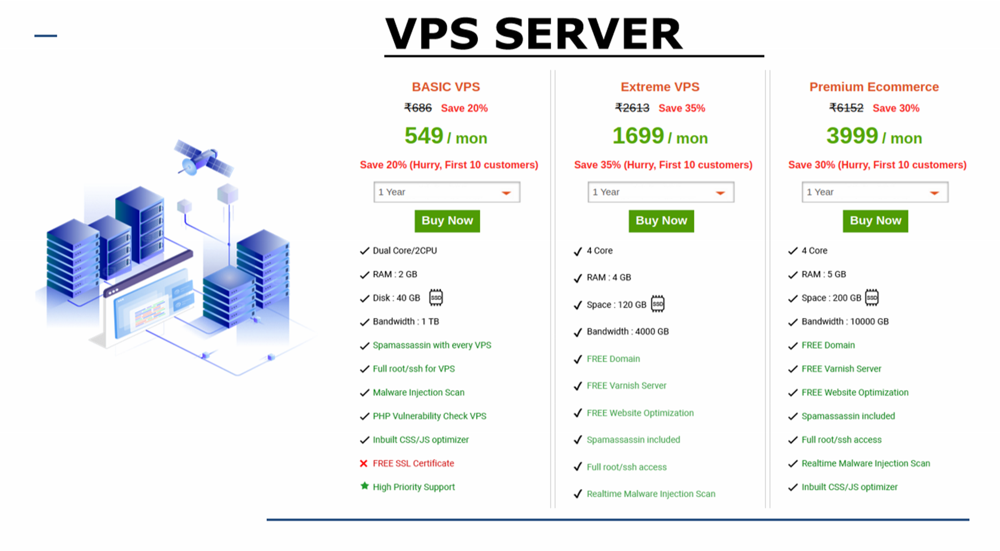 VPS SERVER
BASIC VPS
₹686 Save 20%
549 / mon
Save 20% (Hurry, First 10 customers)
1 Year
Buy Now
Dual Core/2CPU
RAM : 2 GB
Disk : 40 GB SSD
Bandwidth : 1 TB
Spamassassin with every VPS
Full root/ssh for VPS
Malware Injection Scan
PHP Vulnerability Check VPS
Inbuilt CSS/JS optimizer
FREE SSL Certificate
High Priority Support
Extreme VPS
₹2613 Save 35%
1699 / mon
Save 35% (Hurry, First 10 customers)
1 Year
Buy Now
4 Core
RAM : 4 GB
Space : 120 GB SSD
Bandwidth : 4000 GB
FREE Domain
FREE Varnish Server
FREE Website Optimization
Spamassassin included
Full root/ssh access
Realtime Malware Injection Scan
Premium Ecommerce
₹6152 Save 30%
3999 / mon
Save 30% (Hurry, First 10 customers)
1 Year
Buy Now
4 Core
RAM : 5 GB
Space : 200 GB SSD
Bandwidth : 10000 GB
FREE Domain
FREE Varnish Server
FREE Website Optimization
Spamassassin included
Full root/ssh access
Realtime Malware Injection Scan
Inbuilt CSS/JS optimizer